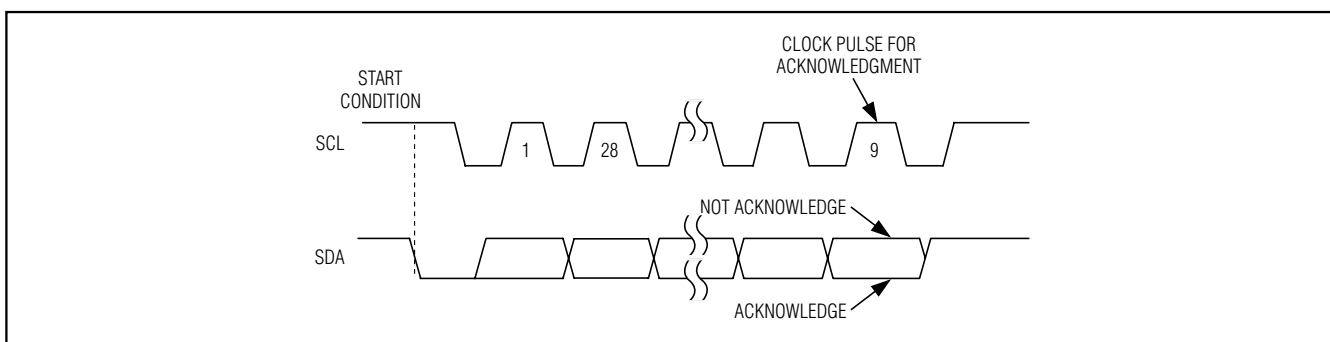 CLOCK PULSE FOR
ACKNOWLEDGMENT
START
CONDITION
SCL
1
28
9
NOT ACKNOWLEDGE
SDA
ACKNOWLEDGE